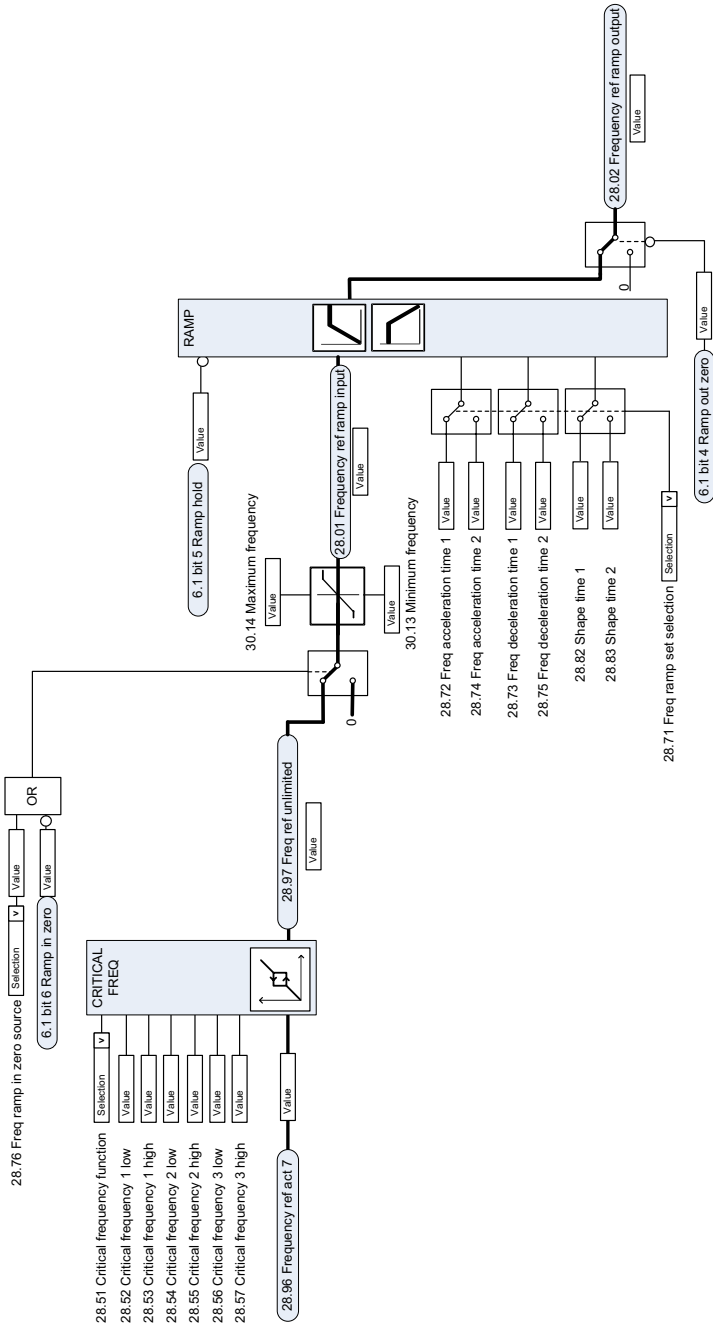 28.76 Freq ramp in zero source
Selection
v
Value
6.1 bit 6 Ramp in zero
Value
OR
28.51 Critical frequency function
Selection
v
28.52 Critical frequency 1 low
Value
28.53 Critical frequency 1 high
Value
28.54 Critical frequency 2 low
Value
28.55 Critical frequency 2 high
Value
28.56 Critical frequency 3 low
Value
28.57 Critical frequency 3 high
Value
28.96 Frequency ref act 7
Value
CRITICAL
FREQ
28.97 Freq ref unlimited
Value
0
30.14 Maximum frequency
Value
30.13 Minimum frequency
Value
28.01 Frequency ref ramp input
Value
6.1 bit 5 Ramp hold
Value
RAMP
28.72 Freq acceleration time 1
Value
28.74 Freq acceleration time 2
Value
28.73 Freq deceleration time 1
Value
28.75 Freq deceleration time 2
Value
28.82 Shape time 1
Value
28.83 Shape time 2
Value
28.71 Freq ramp set selection
Selection
v
0
28.02 Frequency ref ramp output
Value
6.1 bit 4 Ramp out zero
Value